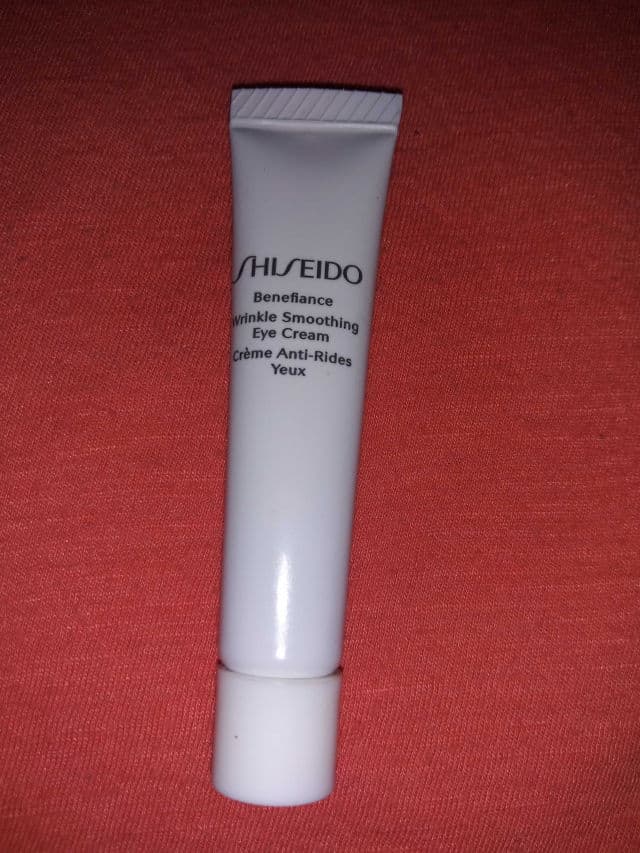 SHISEIDO
Benefiance
Wrinkle Smoothing
Eye Cream
Crème Anti-Rides
Yeux